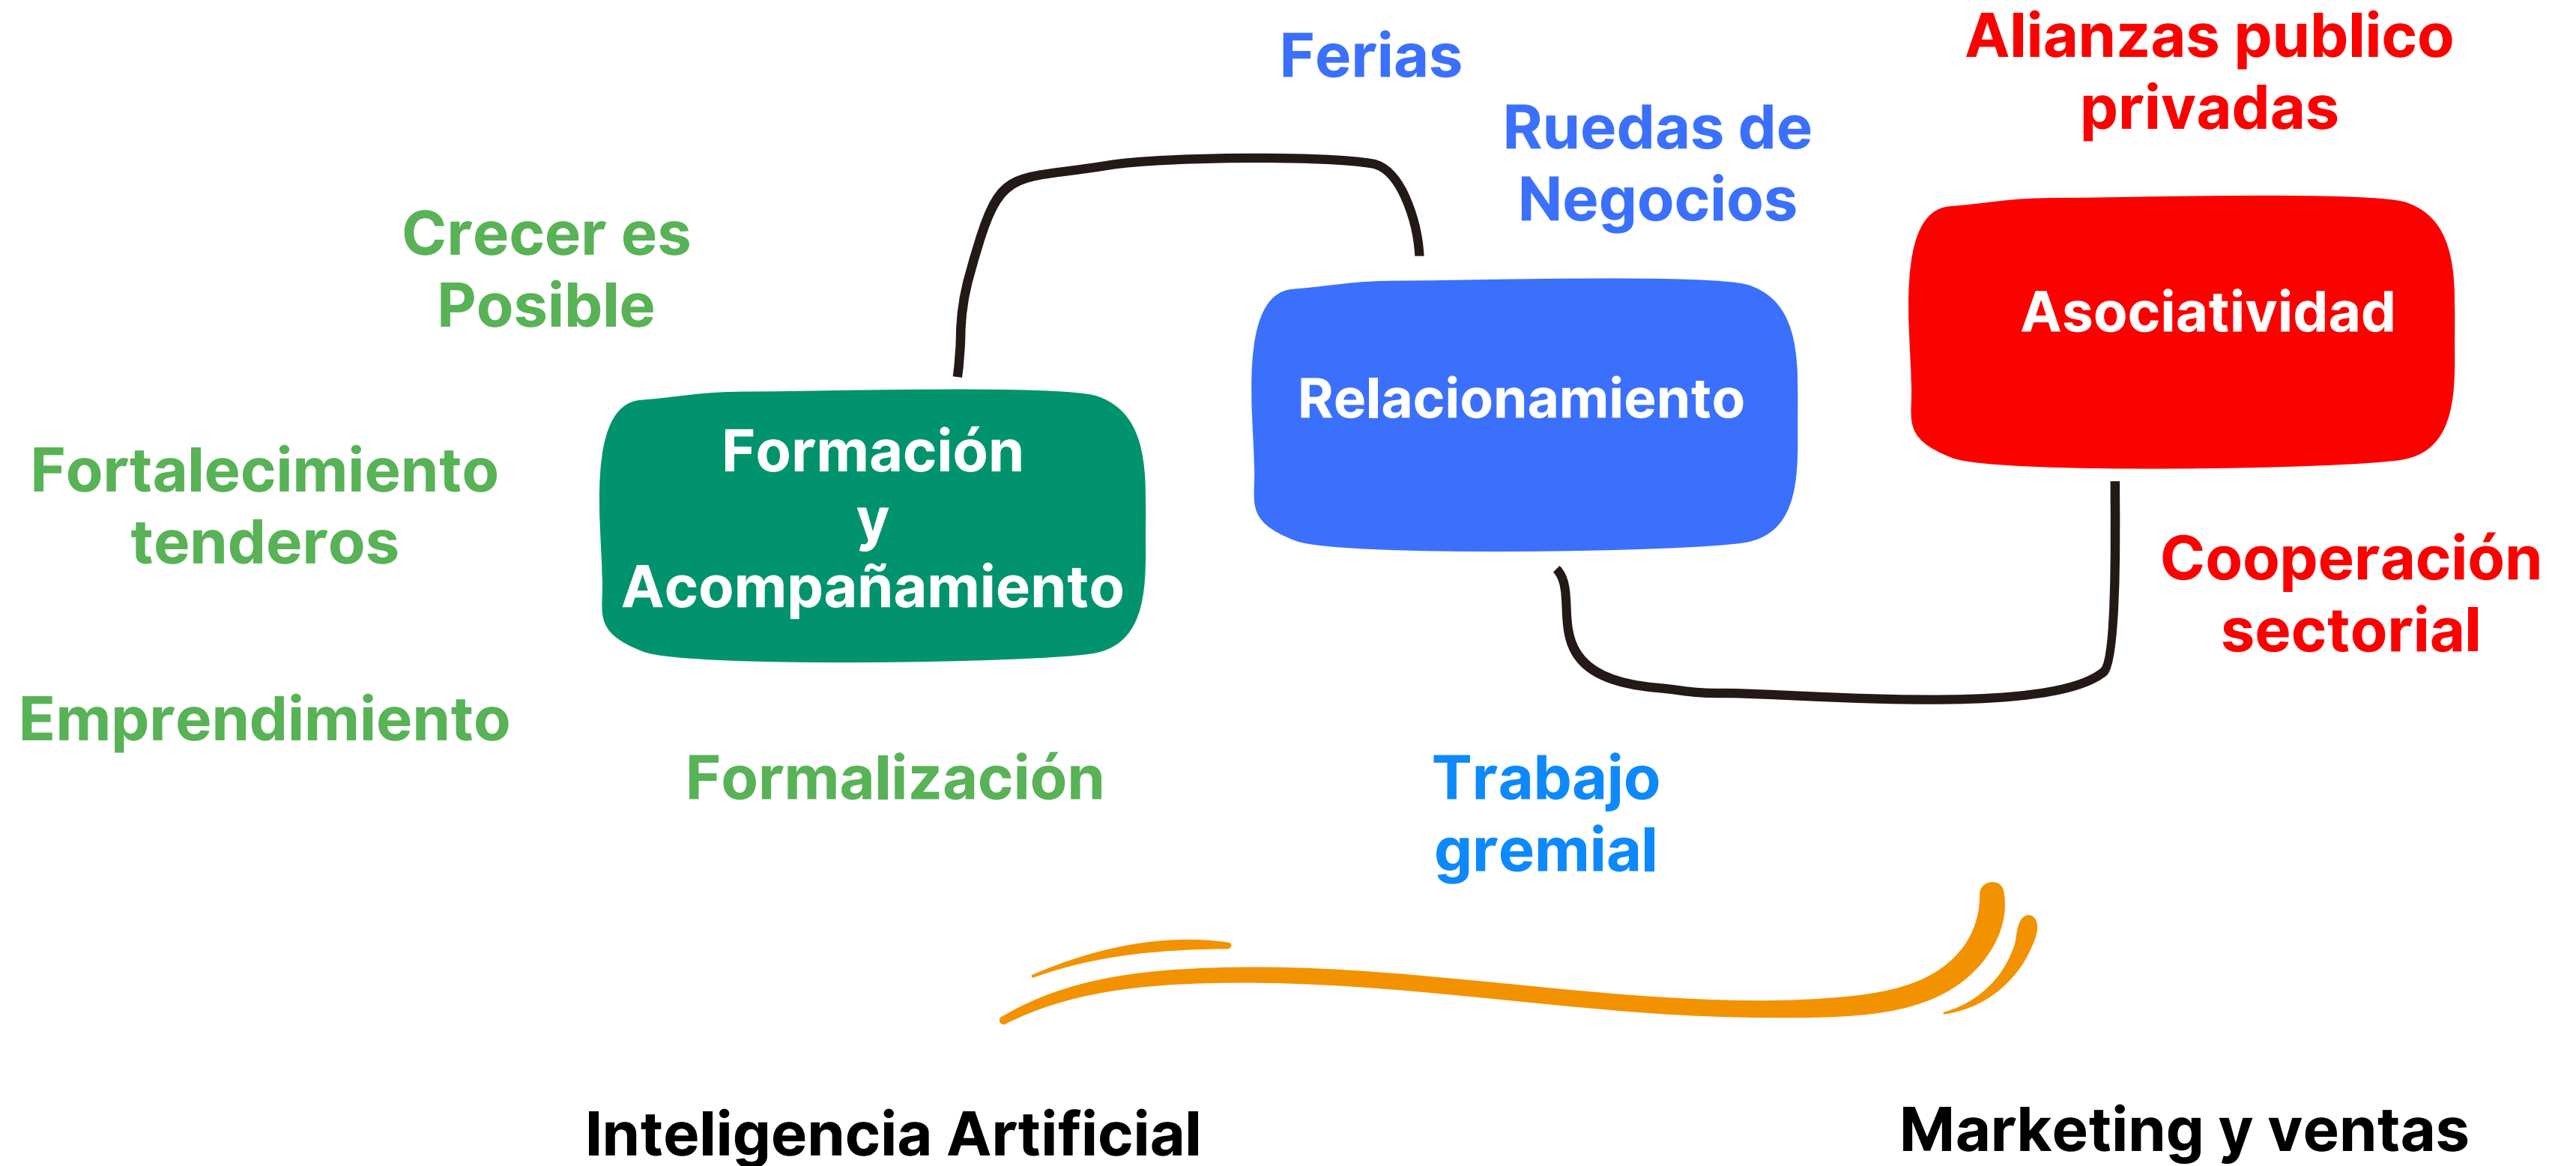 Ferias
Alianzas publico
privadas
Ruedas de
Negocios
Crecer es
Posible
Asociatividad
Relacionamiento
Formación
y
Acompañamiento
Fortalecimiento
tenderos
Cooperación
sectorial
Emprendimiento
Formalización
Trabajo
gremial
Inteligencia Artificial
Marketing y ventas